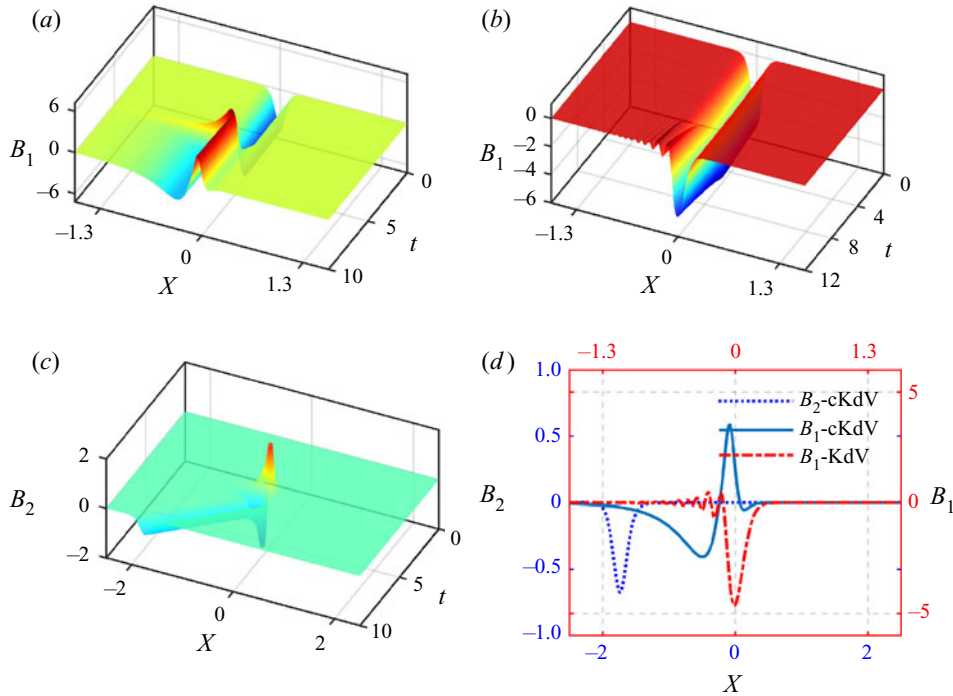 (a)
6
B1
0
−6
−1.3
0
1.3
X
0
5
10
t
(b)
0
−2
B1
−4
−6
−1.3
0
1.3
X
0
4
8
12
t
(c)
2
B2
0
−2
−2
0
2
X
0
5
10
t
(d)
−1.3 0 1.3
1.0
0.5
B2 0
−0.5
−1.0
B2-cKdV
B1-cKdV
B1-KdV
5
0 B1
−5
−2 0 2
X